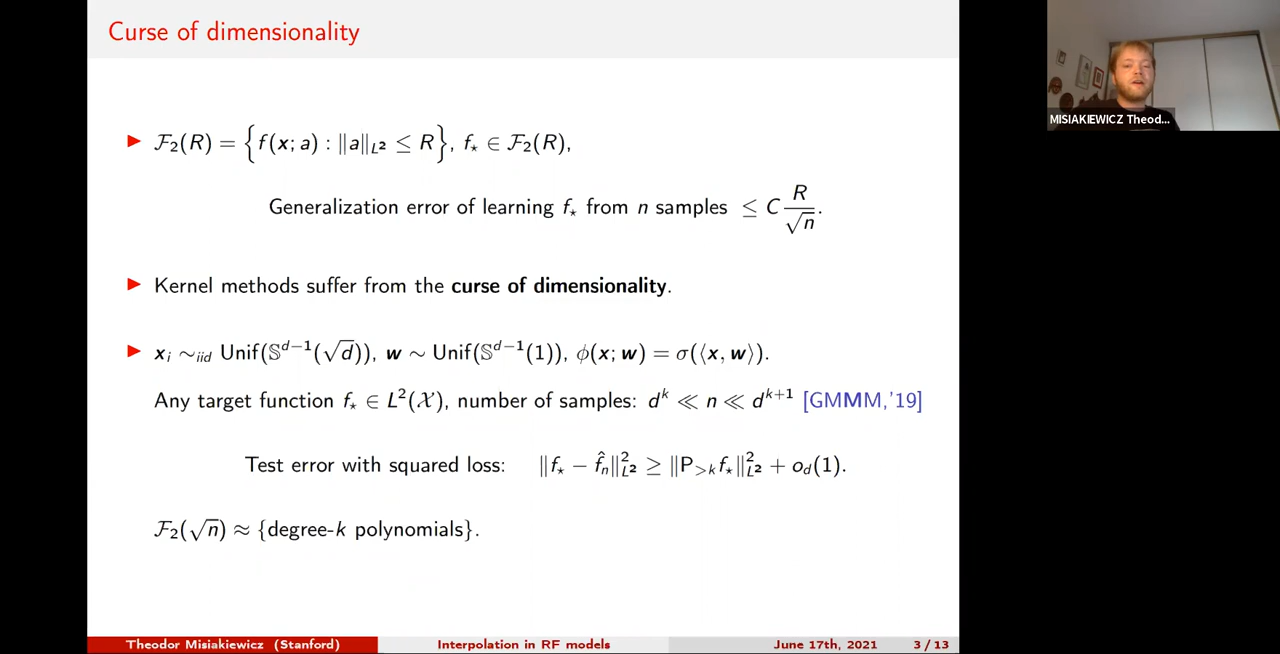 Curse of dimensionality
MISIAKIEWICZ Theod...
▶ 𝓕₂(R) = {f(𝒙; a) : ‖a‖_{L²} ≤ R}, f⋆ ∈ 𝓕₂(R),
Generalization error of learning f⋆ from n samples ≤ C R/√n.
▶ Kernel methods suffer from the curse of dimensionality.
▶ 𝒙ᵢ ∼ᵢᵢd Unif(𝕊^{d−1}(√d)), 𝒘 ∼ Unif(𝕊^{d−1}(1)), ϕ(𝒙; 𝒘) = σ(⟨𝒙, 𝒘⟩).
Any target function f⋆ ∈ L²(𝒳), number of samples: d^k ≪ n ≪ d^{k+1} [GMMM,'19]
Test error with squared loss: ‖f⋆ − f̂ₙ‖²_{L²} ≥ ‖P_{>k} f⋆‖²_{L²} + o_d(1).
𝓕₂(√n) ≈ {degree-k polynomials}.
Theodor Misiakiewicz (Stanford) Interpolation in RF models June 17th, 2021 3 / 13